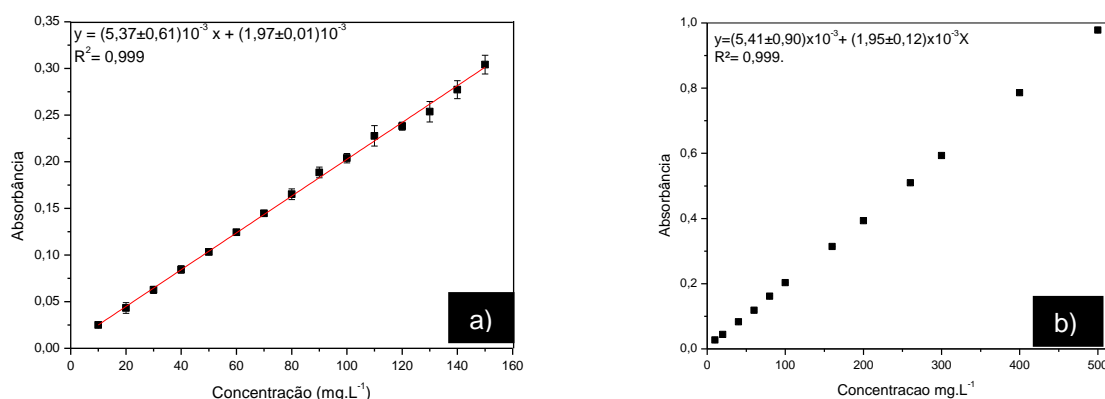 y = (5,37±0,61)10⁻³ x + (1,97±0,01)10⁻³
R²= 0,999
Absorbância
0,35
0,30
0,25
0,20
0,15
0,10
0,05
0,00
0 20 40 60 80 100 120 140 160
Concentração (mg.L⁻¹)
a)
y=(5,41±0,90)x10⁻³+ (1,95±0,12)x10⁻³X
R²= 0,999.
Absorbância
1,0
0,8
0,6
0,4
0,2
0,0
0 100 200 300 400 500
Concentracao mg.L⁻¹
b)